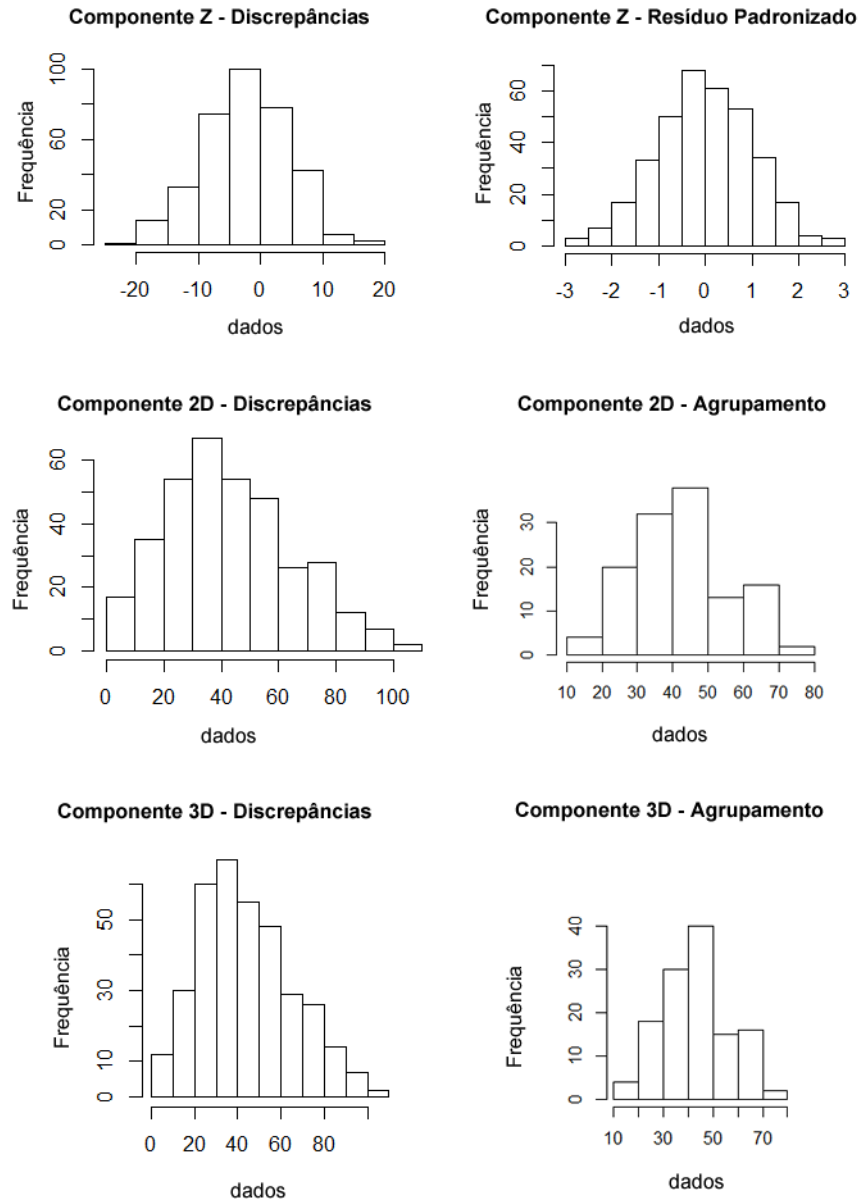 Componente Z - Discrepâncias
Frequência
100
60
20
0
-20 -10 0 10 20
dados
Componente Z - Resíduo Padronizado
Frequência
60
40
20
0
-3 -2 -1 0 1 2 3
dados
Componente 2D - Discrepâncias
Frequência
60
40
20
0
0 20 40 60 80 100
dados
Componente 2D - Agrupamento
Frequência
30
20
10
0
10 20 30 40 50 60 70 80
dados
Componente 3D - Discrepâncias
Frequência
50
30
10
0
0 20 40 60 80
dados
Componente 3D - Agrupamento
Frequência
40
30
20
10
0
10 30 50 70
dados